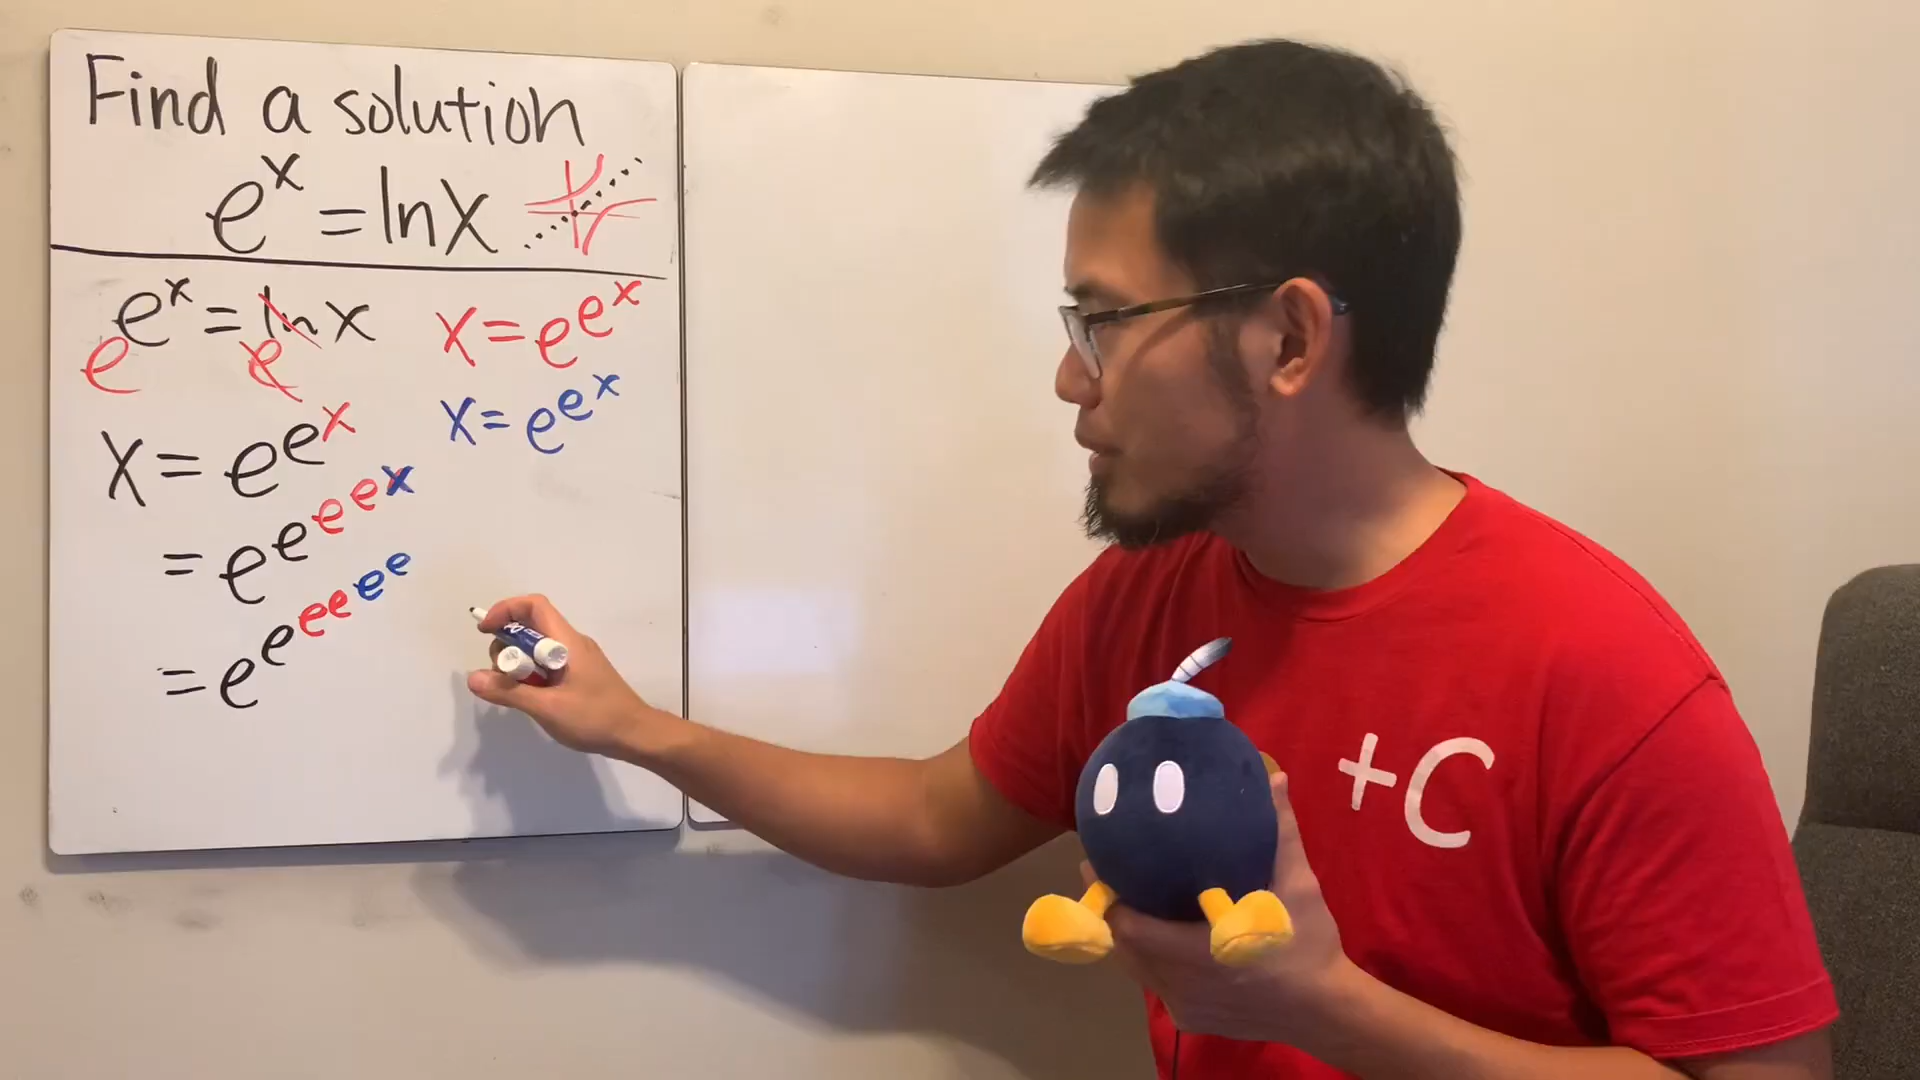 Find a solution
e^x = ln x
e^e^x = e^ln x
x = e^e^x
x = e^e^x
x = e^e^x
= e^e^e^e^x
= e^e^e^e^e^e
+C